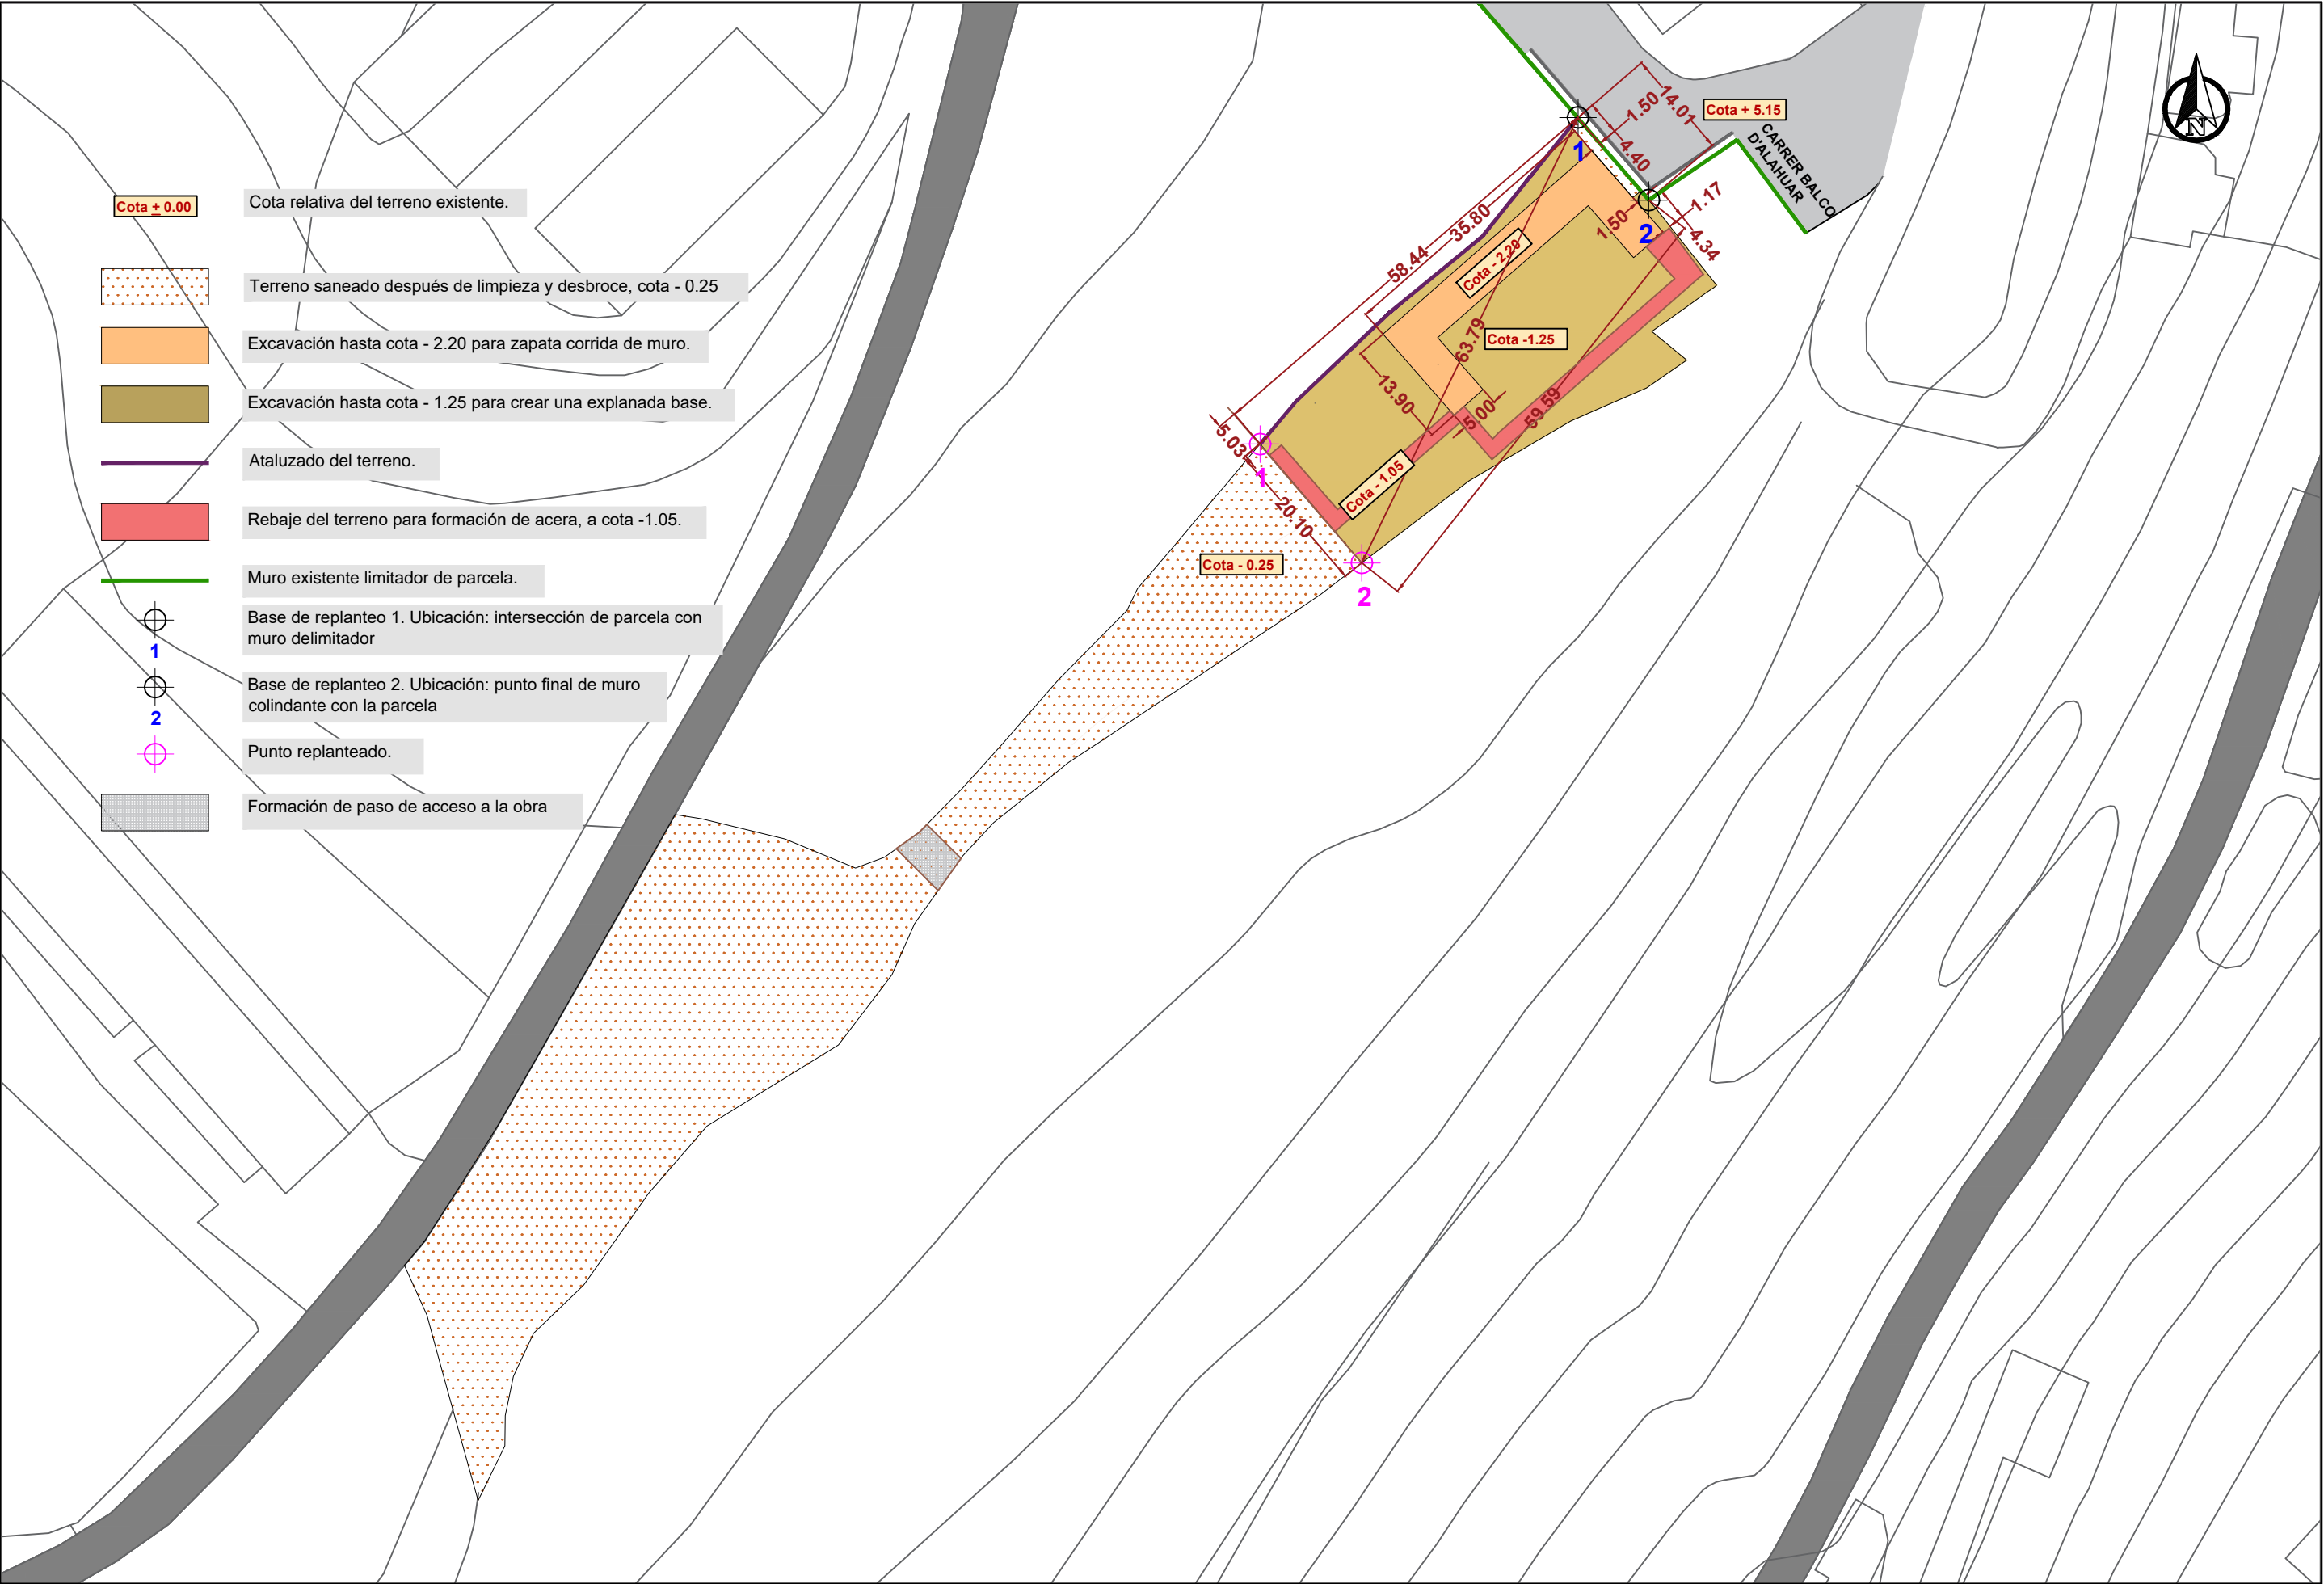 Cota + 0.00
Cota relativa del terreno existente.
Terreno saneado después de limpieza y desbroce, cota - 0.25
Excavación hasta cota - 2.20 para zapata corrida de muro.
Excavación hasta cota - 1.25 para crear una explanada base.
Ataluzado del terreno.
Rebaje del terreno para formación de acera, a cota -1.05.
Muro existente limitador de parcela.
Base de replanteo 1. Ubicación: intersección de parcela con
muro delimitador
1
Base de replanteo 2. Ubicación: punto final de muro
colindante con la parcela
2
Punto replanteado.
Formación de paso de acceso a la obra
N
Cota + 5.15
CARRER BALCO
D'ALAHUAR
14.01
1.50
4.40
1
1.17
1.50
2
4.34
35.80
58.44
Cota - 2.20
63.79
Cota -1.25
13.90
5.00
59.59
5.03
1
Cota - 1.05
20.10
Cota - 0.25
2